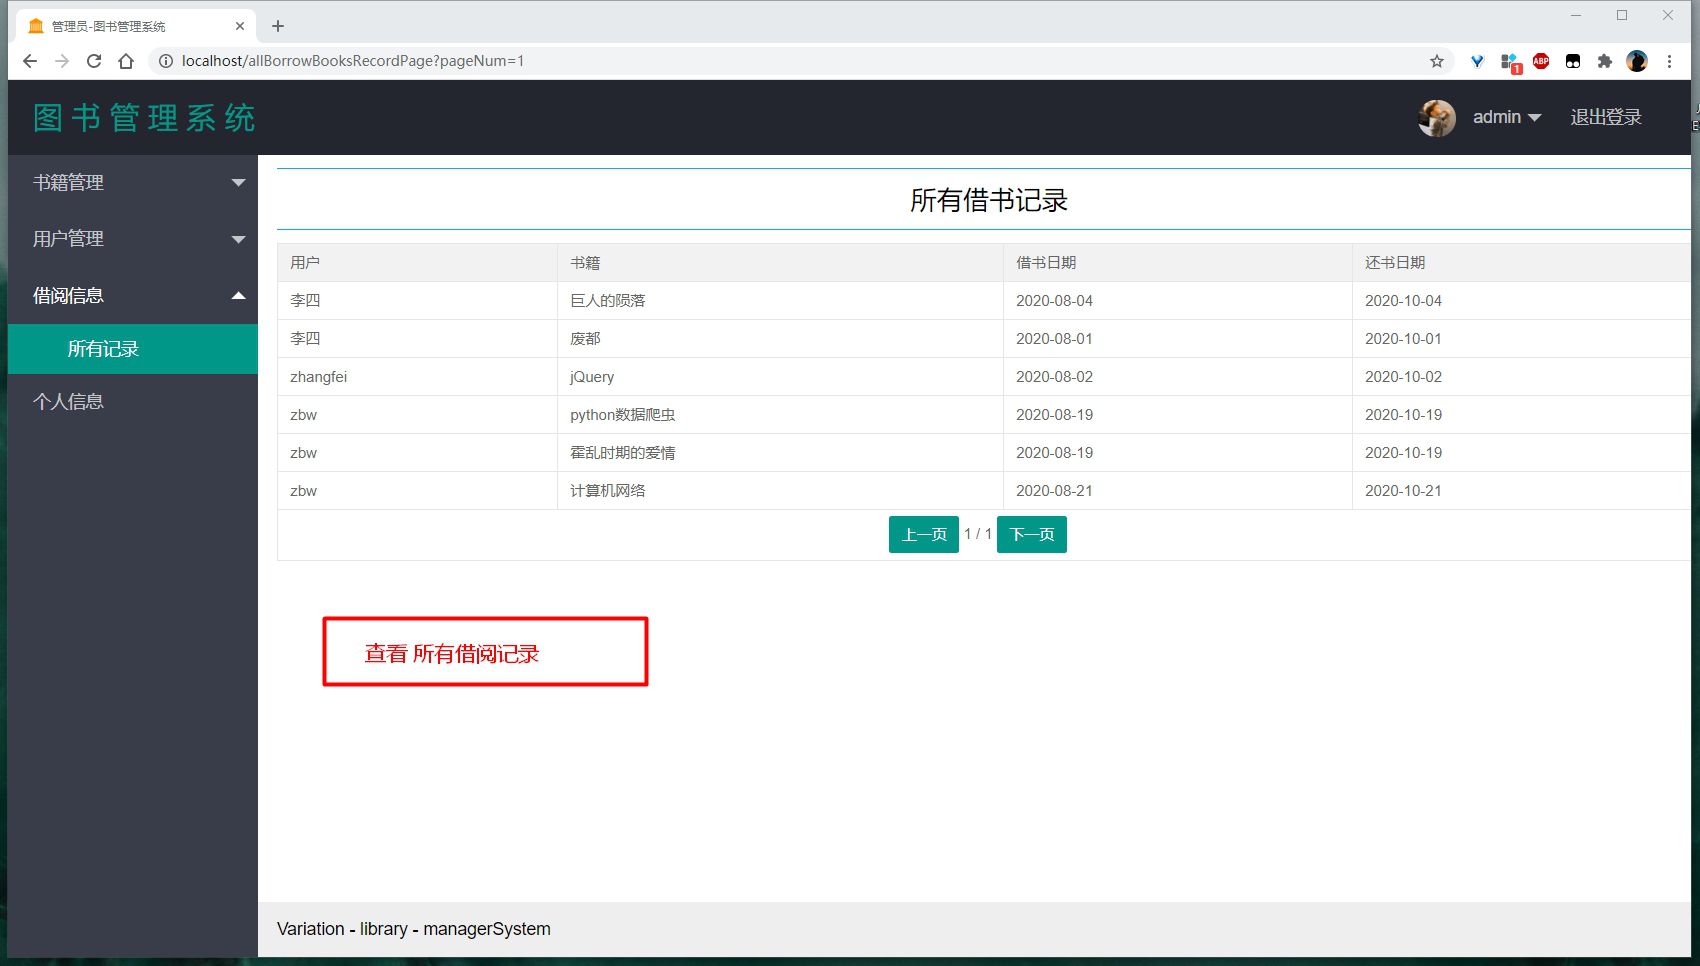 管理员-图书管理系统
localhost/allBorrowBooksRecordPage?pageNum=1
1
ABP
图书管理系统
admin
退出登录
书籍管理
用户管理
借阅信息
所有记录
个人信息
所有借书记录
用户 书籍 借书日期 还书日期
李四 巨人的陨落 2020-08-04 2020-10-04
李四 废都 2020-08-01 2020-10-01
zhangfei jQuery 2020-08-02 2020-10-02
zbw python数据爬虫 2020-08-19 2020-10-19
zbw 霍乱时期的爱情 2020-08-19 2020-10-19
zbw 计算机网络 2020-08-21 2020-10-21
上一页 1 / 1 下一页
查看 所有借阅记录
Variation - library - managerSystem